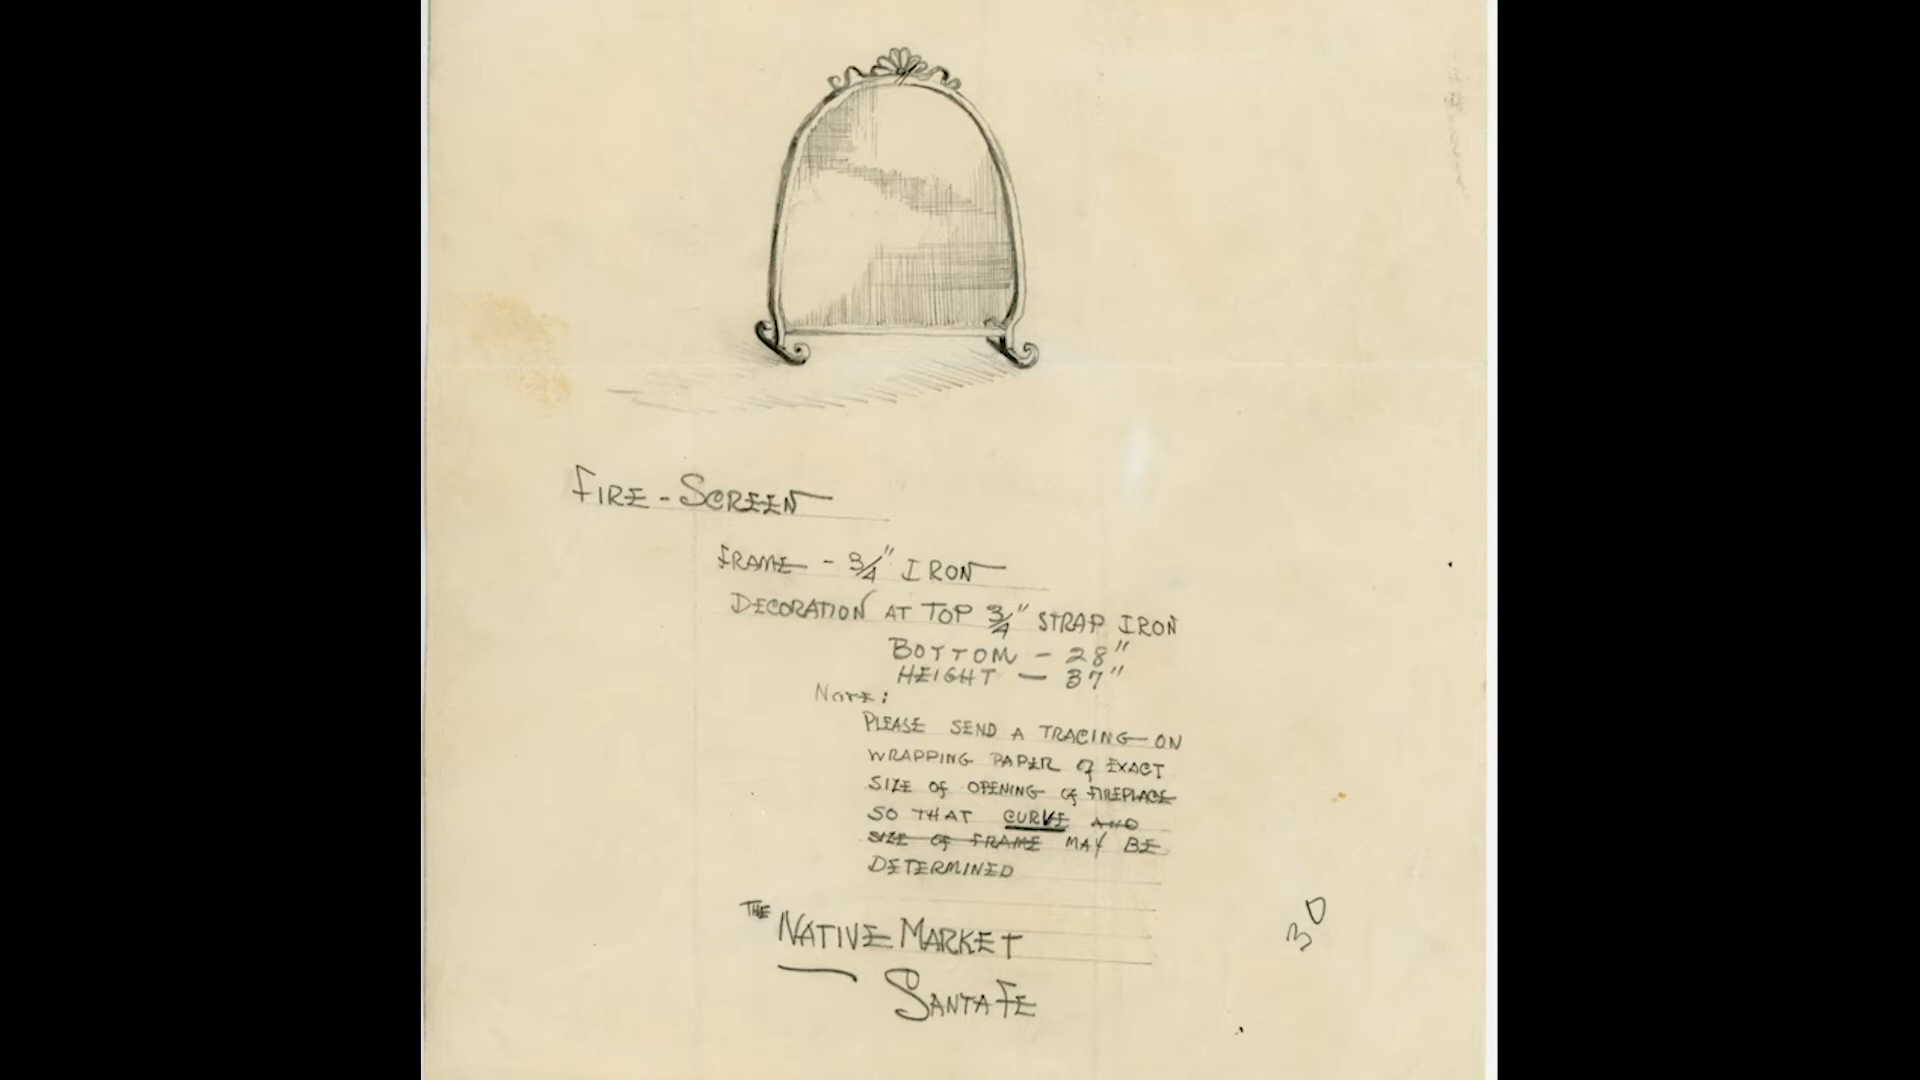 FIRE - SCREEN
FRAME - 3/4" IRON
DECORATION AT TOP 3/4" STRAP IRON
BOTTOM - 28"
HEIGHT - 37"
NOTE:
PLEASE SEND A TRACING ON
WRAPPING PAPER OF EXACT
SIZE OF OPENING OF FIREPLACE
SO THAT CURVE AND
SIZE OF FRAME MAY BE
DETERMINED
THE NATIVE MARKET
SANTA FE
30